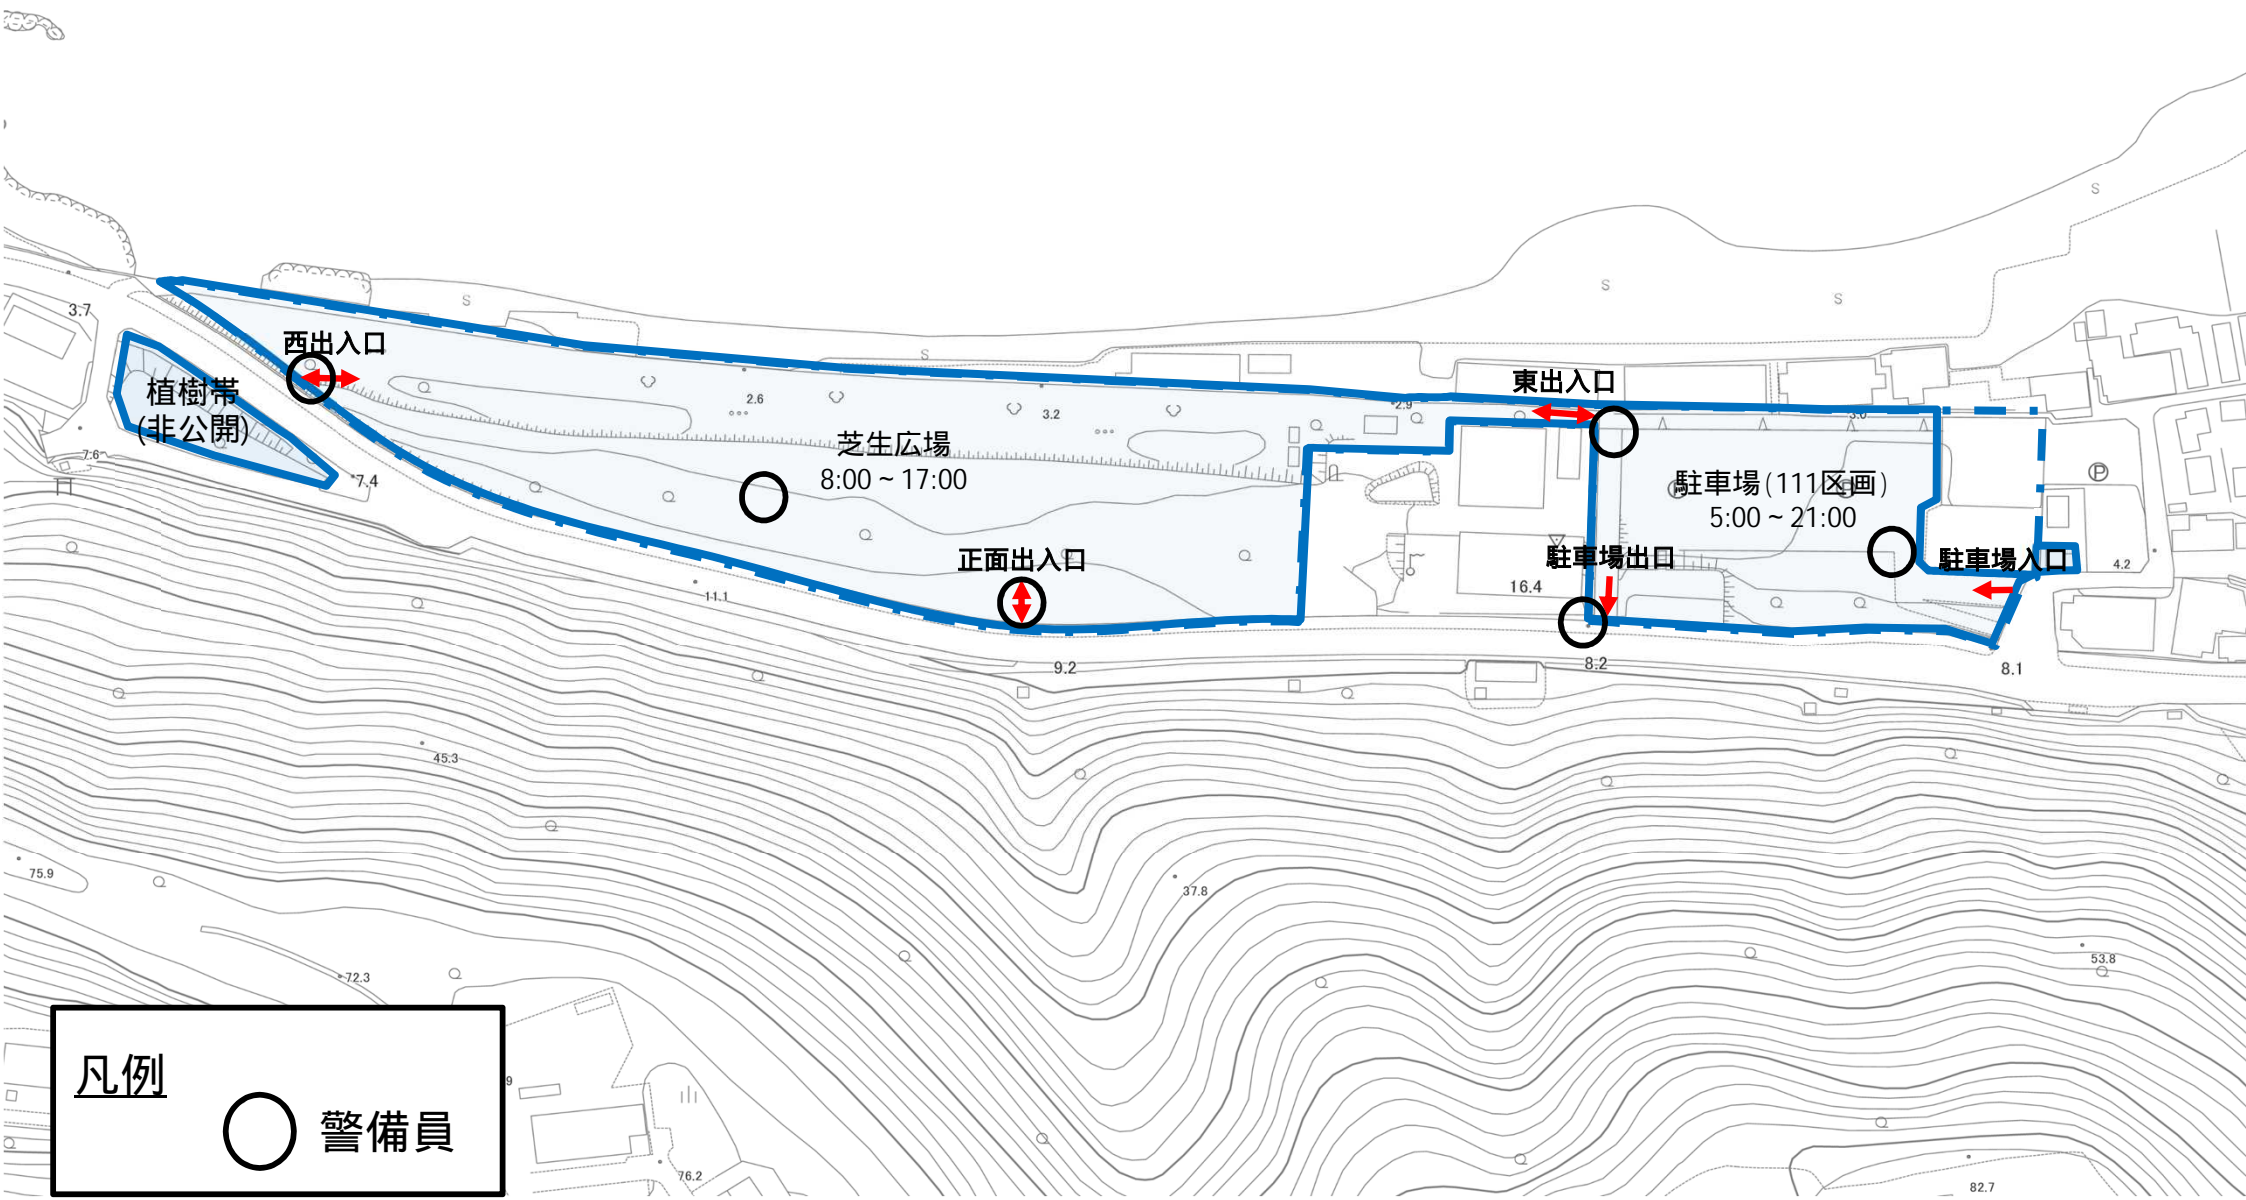 S
S
S
S
S
3.7
西出入口
植樹帯
(非公開)
7.6
7.4
2.6
3.2
2.9
3.0
東出入口
芝生広場
8:00 ~ 17:00
駐車場(111区画)
5:00 ~ 21:00
P
正面出入口
駐車場出口
駐車場入口
4.2
16.4
11.1
9.2
8.2
8.1
45.3
75.9
37.8
72.3
53.8
凡例
警備員
76.2
82.7